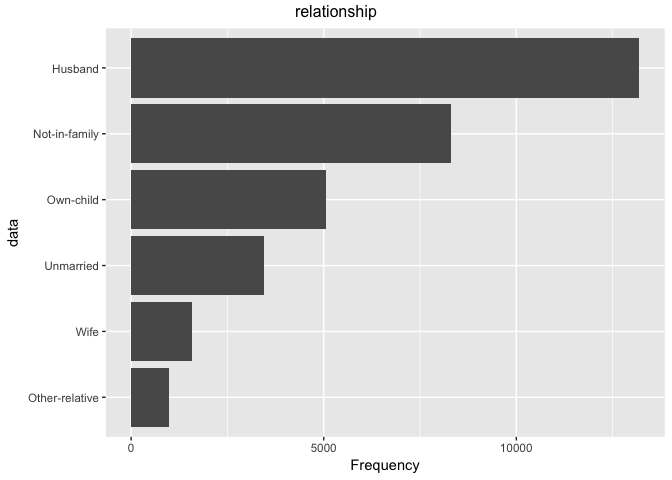 relationship
Husband
Not-in-family
Own-child
Unmarried
Wife
Other-relative
data
0 5000 10000
Frequency